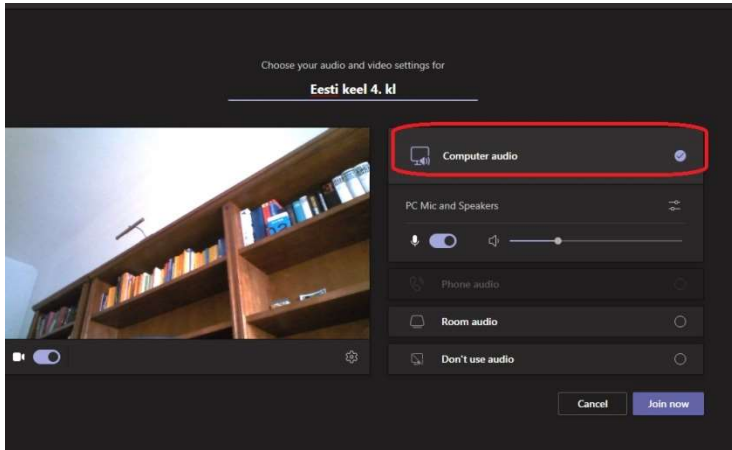 Choose your audio and video settings for
Eesti keel 4. kl
Computer audio
PC Mic and Speakers
Phone audio
Room audio
Don't use audio
Cancel
Join now